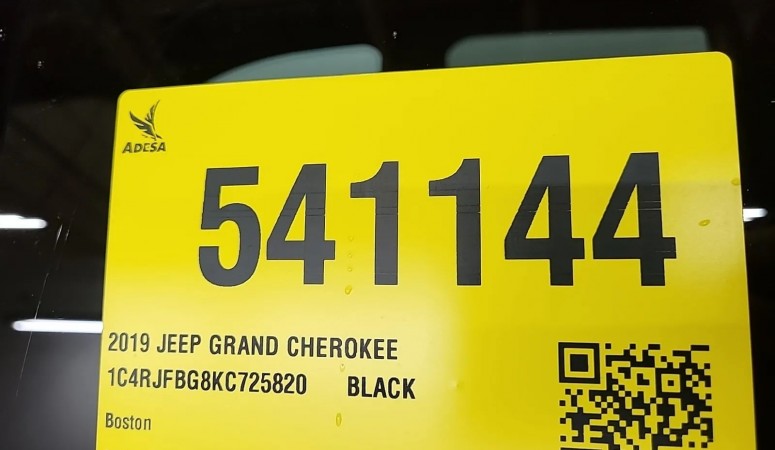 ADESA
541144
2019 JEEP GRAND CHEROKEE
1C4RJFBG8KC725820 BLACK
Boston